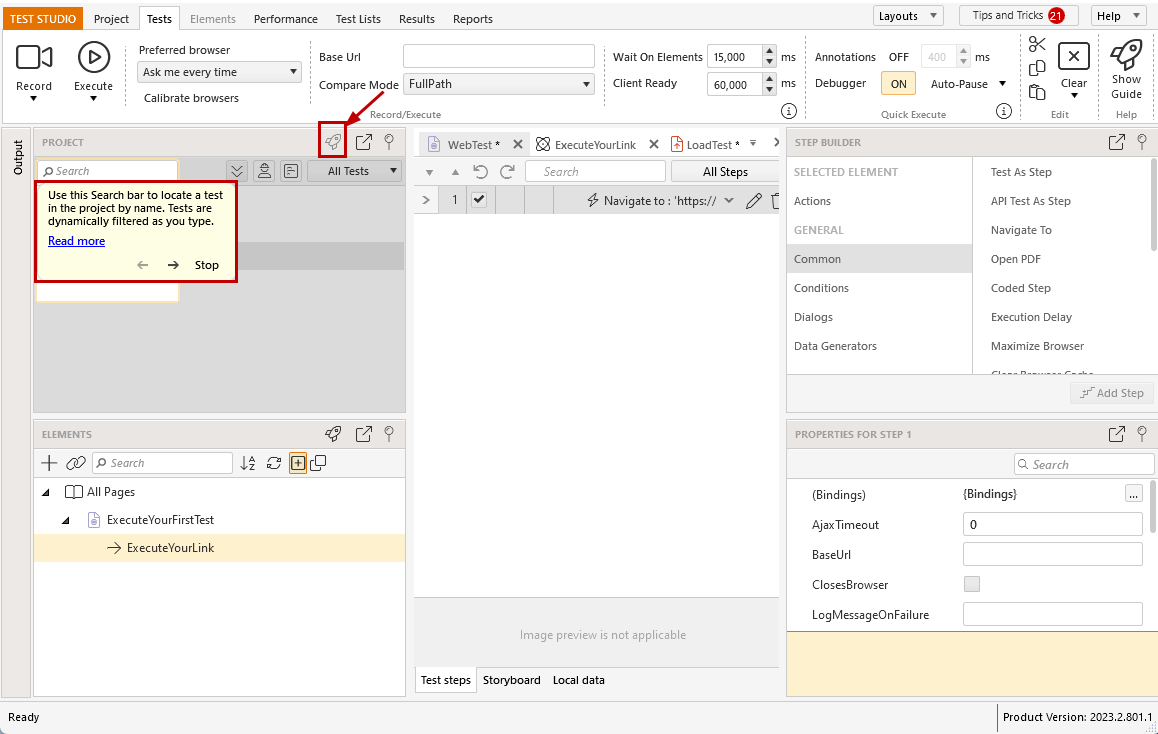 TEST STUDIO
Project
Tests
Elements
Performance
Test Lists
Results
Reports
Layouts
Tips and Tricks 21
Help
Record
Execute
Preferred browser
Ask me every time
Calibrate browsers
Base Url
Compare Mode FullPath
Record/Execute
Wait On Elements 15,000 ms
Client Ready 60,000 ms
Annotations OFF 400 ms
Debugger ON Auto-Pause
Quick Execute
Clear
Edit
Show
Guide
Help
Output
PROJECT
Search
All Tests
Use this Search bar to locate a test
in the project by name. Tests are
dynamically filtered as you type.
Read more
Stop
ELEMENTS
Search
All Pages
ExecuteYourFirstTest
ExecuteYourLink
WebTest *
ExecuteYourLink
LoadTest *
Search
All Steps
1 Navigate to : 'https://
Image preview is not applicable
Test steps
Storyboard
Local data
STEP BUILDER
SELECTED ELEMENT
Actions
GENERAL
Common
Conditions
Dialogs
Data Generators
Test As Step
API Test As Step
Navigate To
Open PDF
Coded Step
Execution Delay
Maximize Browser
Clear Browser Cache
Add Step
PROPERTIES FOR STEP 1
Search
(Bindings) {Bindings} ...
AjaxTimeout 0
BaseUrl
ClosesBrowser
LogMessageOnFailure
Ready
Product Version: 2023.2.801.1